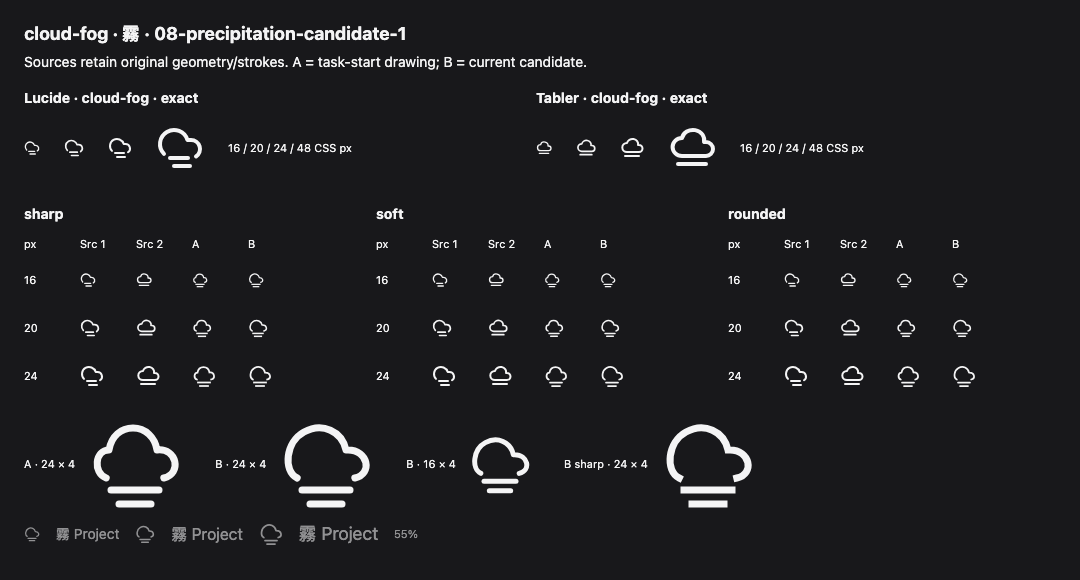 cloud-fog · 霧 · 08-precipitation-candidate-1
Sources retain original geometry/strokes. A = task-start drawing; B = current candidate.
Lucide · cloud-fog · exact
Tabler · cloud-fog · exact
16 / 20 / 24 / 48 CSS px
16 / 20 / 24 / 48 CSS px
sharp
soft
rounded
px Src 1 Src 2 A B
px Src 1 Src 2 A B
px Src 1 Src 2 A B
16
16
16
20
20
20
24
24
24
A · 24 × 4
B · 24 × 4
B · 16 × 4
B sharp · 24 × 4
霧 Project
霧 Project
霧 Project
55%